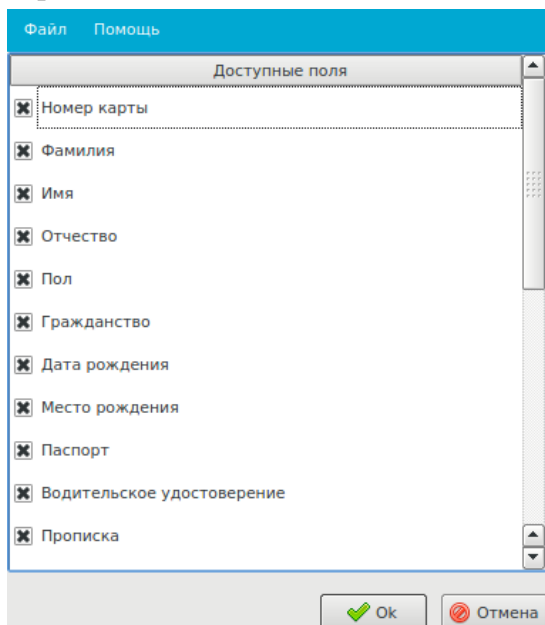 Файл Помощь
Доступные поля
Номер карты
Фамилия
Имя
Отчество
Пол
Гражданство
Дата рождения
Место рождения
Паспорт
Водительское удостоверение
Прописка
Ok Отмена